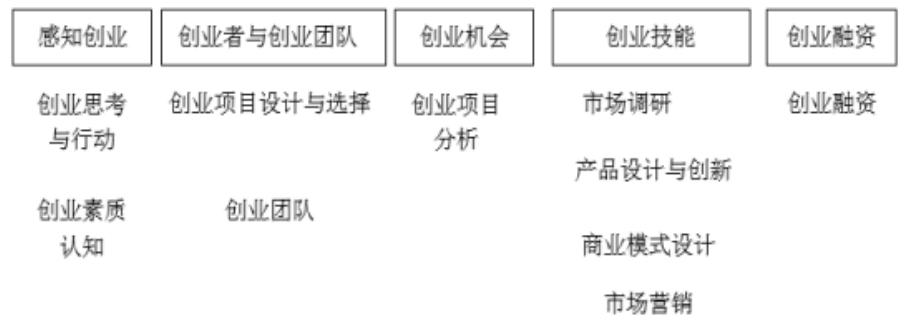 感知创业
创业者与创业团队
创业机会
创业技能
创业融资
创业思考
与行动
创业素质
认知
创业项目设计与选择
创业团队
创业项目
分析
市场调研
产品设计与创新
商业模式设计
市场营销
创业融资